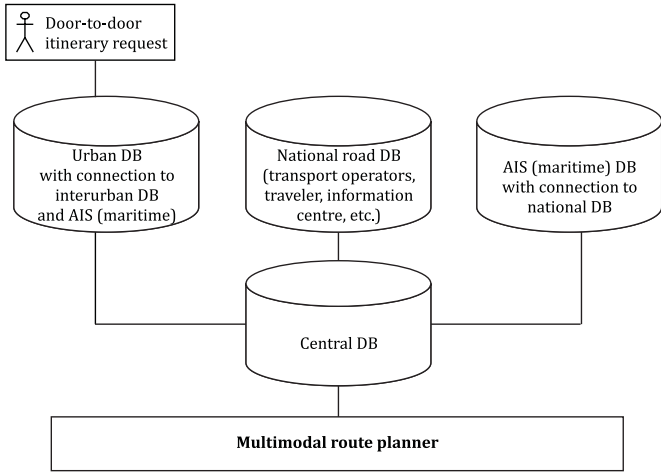 Door-to-door
itinerary request
Urban DB
with connection to
interurban DB
and AIS (maritime)
National road DB
(transport operators,
traveler, information
centre, etc.)
AIS (maritime) DB
with connection to
national DB
Central DB
Multimodal route planner